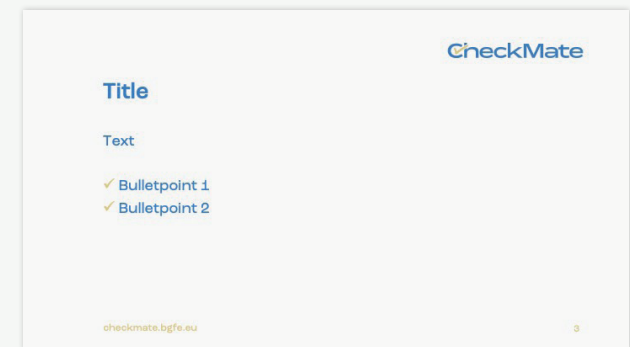 CheckMate
Title
Text
Bulletpoint 1
Bulletpoint 2
checkmate.bgfe.eu
3